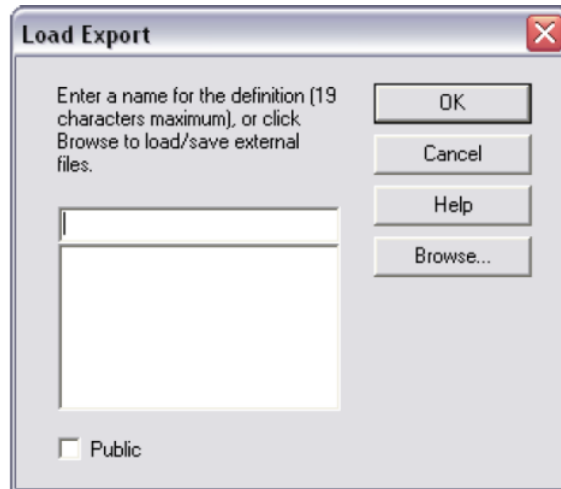 Load Export
Enter a name for the definition (19
characters maximum), or click
Browse to load/save external
files.
OK
Cancel
Help
Browse...
Public